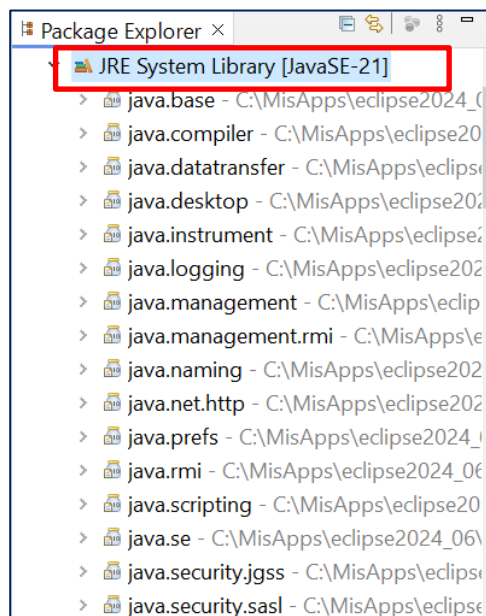 Package Explorer ×
JRE System Library [JavaSE-21]
java.base - C:\MisApps\eclipse2024_0
java.compiler - C:\MisApps\eclipse20
java.datatransfer - C:\MisApps\eclipse
java.desktop - C:\MisApps\eclipse202
java.instrument - C:\MisApps\eclipse2
java.logging - C:\MisApps\eclipse202
java.management - C:\MisApps\eclip
java.management.rmi - C:\MisApps\e
java.naming - C:\MisApps\eclipse202
java.net.http - C:\MisApps\eclipse202
java.prefs - C:\MisApps\eclipse2024_
java.rmi - C:\MisApps\eclipse2024_06
java.scripting - C:\MisApps\eclipse20
java.se - C:\MisApps\eclipse2024_06\
java.security.jgss - C:\MisApps\eclipse
java.security.sasl - C:\MisApps\eclipse